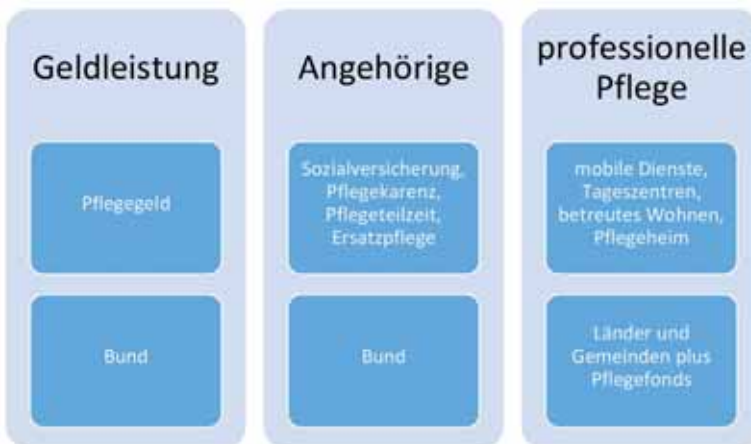 Geldleistung
Pflegegeld
Bund
Angehörige
Sozialversicherung,
Pflegekarenz,
Pflegeteilzeit,
Ersatzpflege
Bund
professionelle
Pflege
mobile Dienste,
Tageszentren,
betreutes Wohnen,
Pflegeheim
Länder und
Gemeinden plus
Pflegefonds